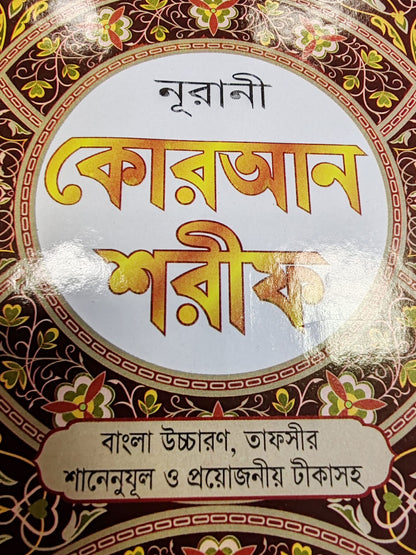 নূরানী
কোরআন
শরীফ
বাংলা উচ্চারণ, তাফসীর
শানেনুযূল ও প্রয়োজনীয় টীকাসহ